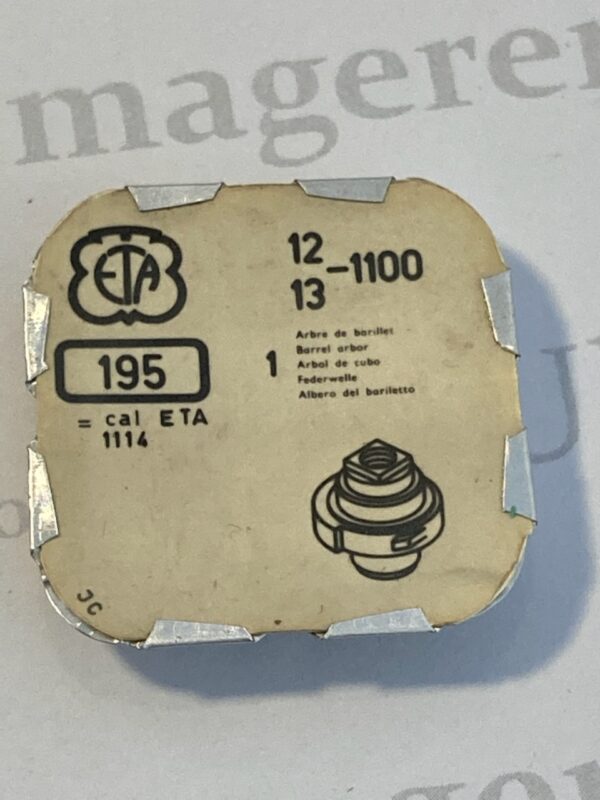 magerer
ETA
12
13 -1100
195
1
Arbre de barillet
Barrel arbor
Arbol de cubo
Federwelle
Albero del bariletto
= cal ETA
1114
JC